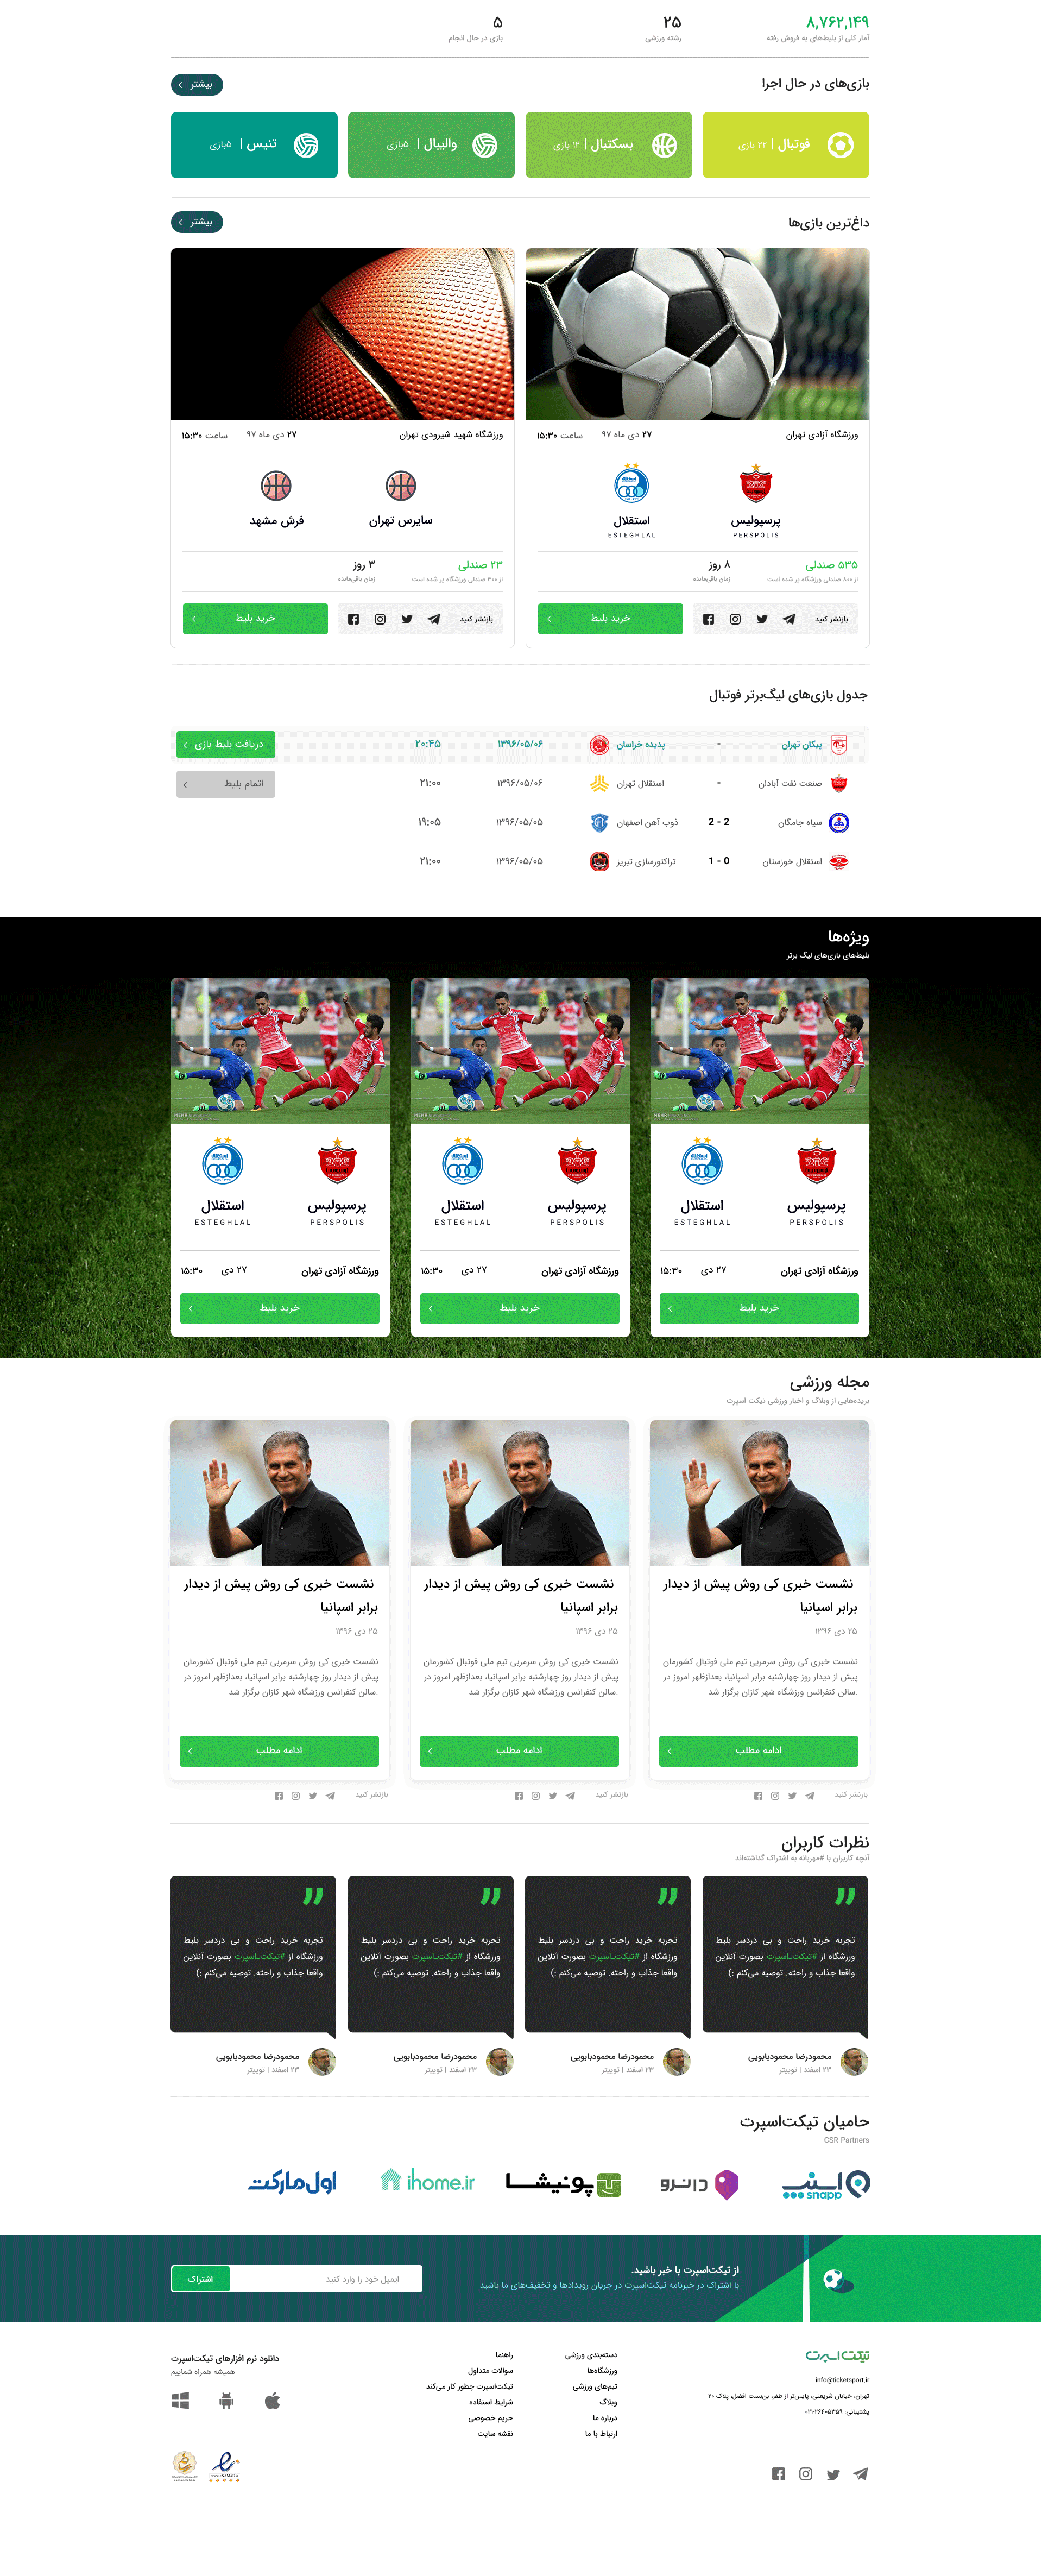 ۸,۷۶۲,۱۴۹
آمار کلی از بلیط‌های به فروش رفته
۲۵
رشته ورزشی
۵
بازی در حال انجام
بازی‌های در حال اجرا
بیشتر
فوتبال | ۲۲ بازی
بسکتبال | ۱۲ بازی
والیبال | ۵بازی
تنیس | ۵بازی
داغ‌ترین بازی‌ها
بیشتر
ورزشگاه آزادی تهران
۲۷ دی ماه ۹۷
ساعت ۱۵:۳۰
پرسپولیس
PERSPOLIS
استقلال
ESTEGHLAL
۵۳۵ صندلی
از ۸۰۰ صندلی ورزشگاه پر شده است
۸ روز
زمان باقی‌مانده
بازنشر کنید
خرید بلیط
ورزشگاه شهید شیرودی تهران
۲۷ دی ماه ۹۷
ساعت ۱۵:۳۰
سایرس تهران
فرش مشهد
۲۳ صندلی
از ۳۰۰ صندلی ورزشگاه پر شده است
۳ روز
زمان باقی‌مانده
بازنشر کنید
خرید بلیط
جدول بازی‌های لیگ‌برتر فوتبال
پیکان تهران - پدیده خراسان ۱۳۹۶/۰۵/۰۶ ۲۰:۴۵ دریافت بلیط بازی
صنعت نفت آبادان - استقلال تهران ۱۳۹۶/۰۵/۰۶ ۲۱:۰۰ اتمام بلیط
سیاه جامگان 2 - 2 ذوب آهن اصفهان ۱۳۹۶/۰۵/۰۵ ۱۹:۰۵
استقلال خوزستان 1 - 0 تراکتورسازی تبریز ۱۳۹۶/۰۵/۰۵ ۲۱:۰۰
ویژه‌ها
بلیط‌های بازی‌های لیگ برتر
پرسپولیس
PERSPOLIS
استقلال
ESTEGHLAL
ورزشگاه آزادی تهران
۲۷ دی
۱۵:۳۰
خرید بلیط
پرسپولیس
PERSPOLIS
استقلال
ESTEGHLAL
ورزشگاه آزادی تهران
۲۷ دی
۱۵:۳۰
خرید بلیط
پرسپولیس
PERSPOLIS
استقلال
ESTEGHLAL
ورزشگاه آزادی تهران
۲۷ دی
۱۵:۳۰
خرید بلیط
مجله ورزشی
بریده‌هایی از وبلاگ و اخبار ورزشی تیکت اسپرت
نشست خبری کی روش پیش از دیدار
برابر اسپانیا
۲۵ دی ۱۳۹۶
نشست خبری کی روش سرمربی تیم ملی فوتبال کشورمان
پیش از دیدار روز چهارشنبه برابر اسپانیا، بعدازظهر امروز در
سالن کنفرانس ورزشگاه شهر کازان برگزار شد.
ادامه مطلب
بازنشر کنید
نشست خبری کی روش پیش از دیدار
برابر اسپانیا
۲۵ دی ۱۳۹۶
نشست خبری کی روش سرمربی تیم ملی فوتبال کشورمان
پیش از دیدار روز چهارشنبه برابر اسپانیا، بعدازظهر امروز در
سالن کنفرانس ورزشگاه شهر کازان برگزار شد.
ادامه مطلب
بازنشر کنید
نشست خبری کی روش پیش از دیدار
برابر اسپانیا
۲۵ دی ۱۳۹۶
نشست خبری کی روش سرمربی تیم ملی فوتبال کشورمان
پیش از دیدار روز چهارشنبه برابر اسپانیا، بعدازظهر امروز در
سالن کنفرانس ورزشگاه شهر کازان برگزار شد.
ادامه مطلب
بازنشر کنید
نظرات کاربران
آنچه کاربران با #مهربانه به اشتراک گذاشته‌اند
تجربه خرید راحت و بی دردسر بلیط
ورزشگاه از #تیکت_اسپرت بصورت آنلاین
واقعا جذاب و راحته. توصیه می‌کنم :)
محمودرضا محمودبابویی
۲۳ اسفند | توییتر
تجربه خرید راحت و بی دردسر بلیط
ورزشگاه از #تیکت_اسپرت بصورت آنلاین
واقعا جذاب و راحته. توصیه می‌کنم :)
محمودرضا محمودبابویی
۲۳ اسفند | توییتر
تجربه خرید راحت و بی دردسر بلیط
ورزشگاه از #تیکت_اسپرت بصورت آنلاین
واقعا جذاب و راحته. توصیه می‌کنم :)
محمودرضا محمودبابویی
۲۳ اسفند | توییتر
تجربه خرید راحت و بی دردسر بلیط
ورزشگاه از #تیکت_اسپرت بصورت آنلاین
واقعا جذاب و راحته. توصیه می‌کنم :)
محمودرضا محمودبابویی
۲۳ اسفند | توییتر
حامیان تیکت‌اسپرت
CSR Partners
اسنپ
snapp
درنرو
پونیشا
ihome.ir
اول‌مارکت
از تیکت‌اسپرت با خبر باشید.
با اشتراک در خبرنامه تیکت‌اسپرت در جریان رویدادها و تخفیف‌های ما باشید
ایمیل خود را وارد کنید
اشتراک
تیکت اسپرت
info@ticketsport.ir
تهران، خیابان شریعتی، پایین‌تر از ظفر، بن‌بست افضل، پلاک ۲۰
پشتیبانی: ۰۲۱-۲۶۴۰۵۳۵۹
دسته‌بندی ورزشی
ورزشگاه‌ها
تیم‌های ورزشی
وبلاگ
درباره ما
ارتباط با ما
راهنما
سوالات متداول
تیکت‌اسپرت چطور کار می‌کند
شرایط استفاده
حریم خصوصی
نقشه سایت
دانلود نرم افزارهای تیکت‌اسپرت
همیشه همراه شماییم